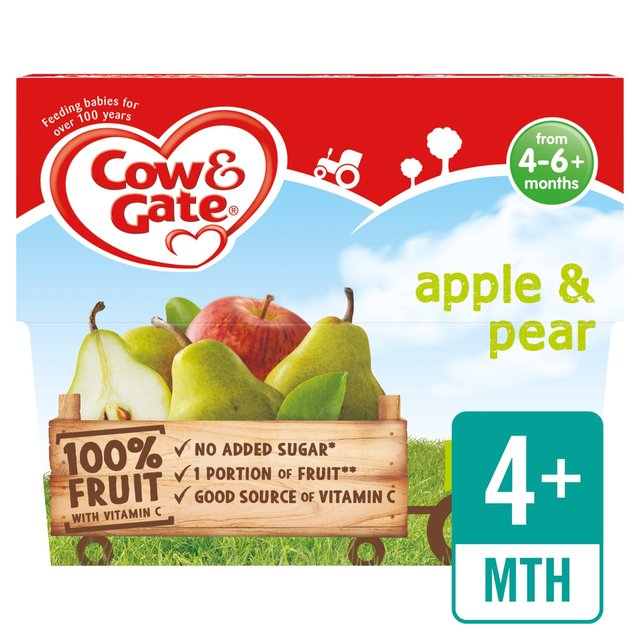 Feeding babies for
over 100 years
Cow&
Gate®
from
4-6+
months
apple &
pear
100%
FRUIT
WITH VITAMIN C
✓ NO ADDED SUGAR*
✓ 1 PORTION OF FRUIT**
✓ GOOD SOURCE OF VITAMIN C
4+
MTH